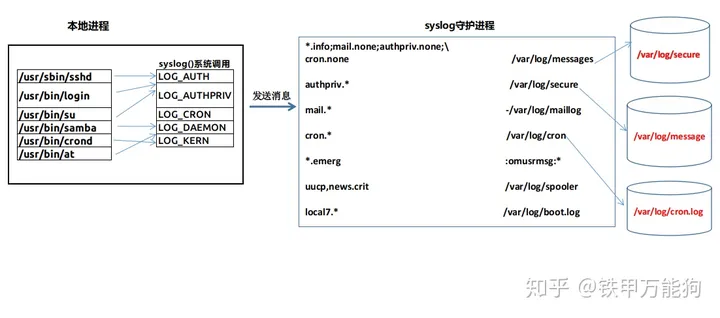 本地进程
syslog()系统调用
/usr/sbin/sshd
/usr/bin/login
/usr/bin/su
/usr/bin/samba
/usr/bin/crond
/usr/bin/at
LOG_AUTH
LOG_AUTHPRIV
LOG_CRON
LOG_DAEMON
LOG_KERN
发送消息
syslog守护进程
*.info;mail.none;authpriv.none;\
cron.none /var/log/messages
authpriv.* /var/log/secure
mail.* -/var/log/maillog
cron.* /var/log/cron
*.emerg :omusrmsg:*
uucp,news.crit /var/log/spooler
local7.* /var/log/boot.log
/var/log/secure
/var/log/message
/var/log/cron.log
知乎 @铁甲万能狗